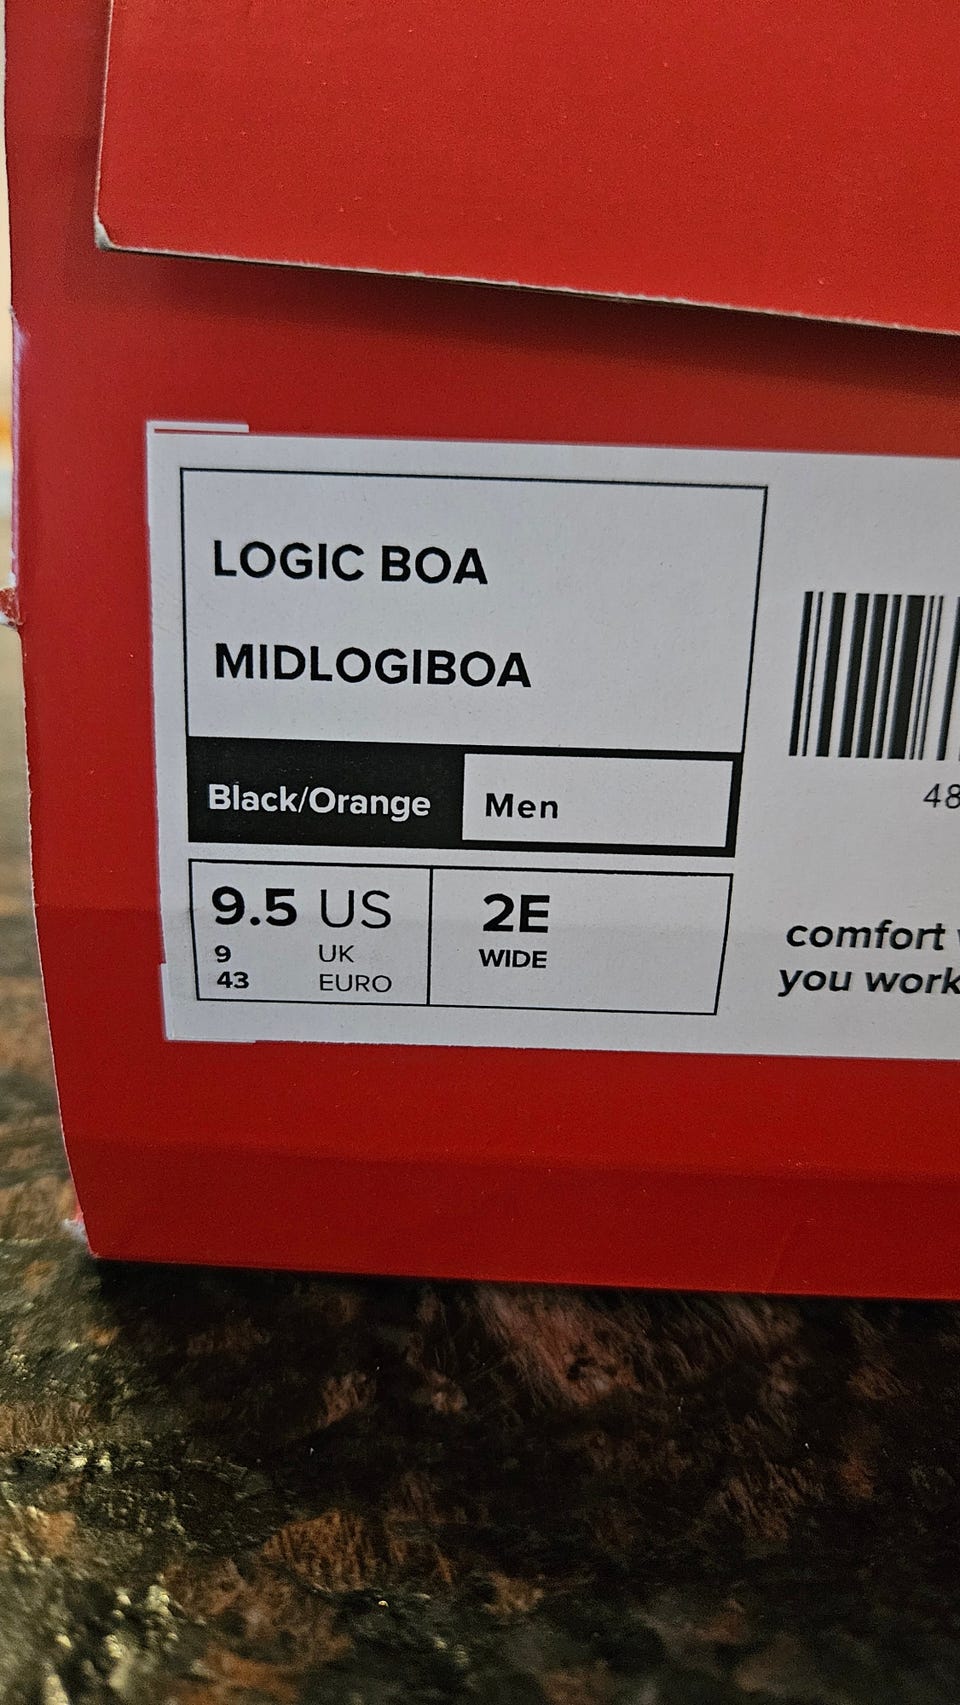 LOGIC BOA
MIDLOGIBOA
Black/Orange Men
9.5 US 2E
9 UK WIDE
43 EURO
48
comfort
you work